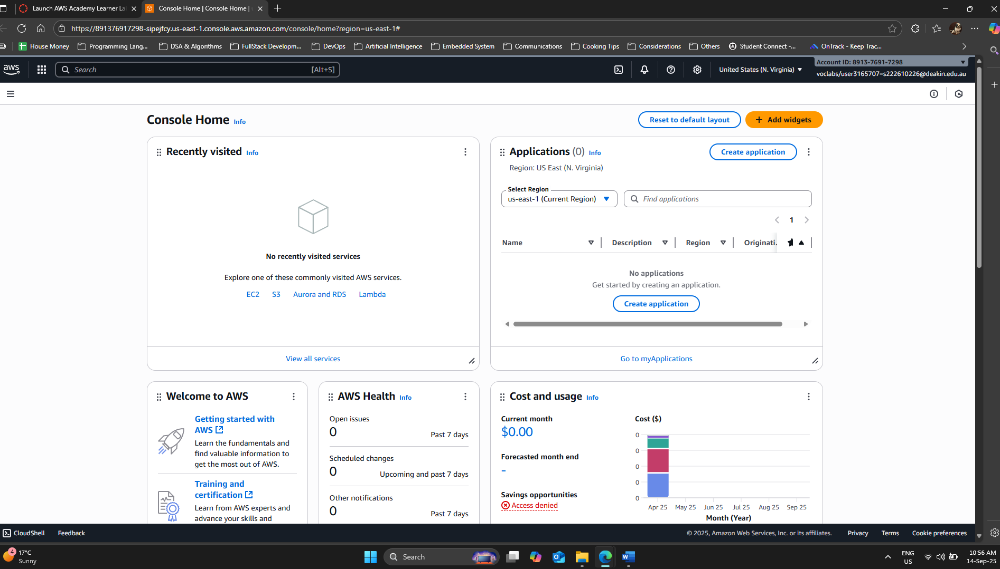 Launch AWS Academy Learner La
Console Home | Console Home |
https://891376917298-sipejfcy.us-east-1.console.aws.amazon.com/console/home?region=us-east-1#
House Money
Programming Lang...
DSA & Algorithms
FullStack Developm...
DevOps
Artificial Intelligence
Embedded System
Communications
Cooking Tips
Considerations
Others
Student Connect -...
OnTrack - Keep Trac...
aws
Search
[Alt+S]
United States (N. Virginia)
Account ID: 8913-7691-7298
voclabs/user3165707=s222610226@deakin.edu.au
Console Home Info
Reset to default layout
Add widgets
Recently visited Info
No recently visited services
Explore one of these commonly visited AWS services.
EC2 S3 Aurora and RDS Lambda
View all services
Applications (0) Info
Create application
Region: US East (N. Virginia)
Select Region
us-east-1 (Current Region)
Find applications
1
Name Description Region Originati.
No applications
Get started by creating an application.
Create application
Go to myApplications
Welcome to AWS
Getting started with
AWS
Learn the fundamentals and
find valuable information to
get the most out of AWS.
Training and
certification
Learn from AWS experts and
advance your skills and
AWS Health Info
Open issues
0
Past 7 days
Scheduled changes
0
Upcoming and past 7 days
Other notifications
0
Past 7 days
Cost and usage Info
Current month
$0.00
Forecasted month end
-
Savings opportunities
Access denied
Cost ($)
0
0
0
0
0
Apr 25 May 25 Jun 25 Jul 25 Aug 25 Sep 25
Month (Year)
CloudShell
Feedback
© 2025, Amazon Web Services, Inc. or its affiliates.
Privacy
Terms
Cookie preferences
4
17°C
Sunny
Search
ENG
US
10:56 AM
14-Sep-25